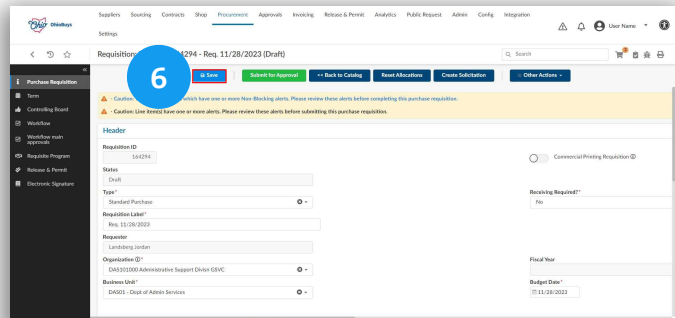 Ohio OhioBuys
Suppliers Sourcing Contracts Shop Procurement Approvals Invoicing Release & Permit Analytics Public Request Admin Config Integration
Settings
User Name
Requisition: 4294 - Req. 11/28/2023 (Draft)
Search
6
Save Submit for Approval Back to Catalog Reset Allocations Create Solicitation Other Actions
Purchase Requisition
Term
Controlling Board
Workflow
Workflow main approvals
Requisite Program
Release & Permit
Electronic Signature
- Caution: which have one or more Non-Blocking alerts. Please review these alerts before completing this purchase requisition.
- Caution: Line item(s) have one or more alerts. Please review these alerts before submitting this purchase requisition.
Header
Requisition ID
164294
Commercial Printing Requisition
Status
Draft
Type*
Receiving Required?*
Standard Purchase
No
Requisition Label*
Req. 11/28/2023
Requester
Landsberg Jordan
Organization *
Fiscal Year
DAS101000 Administrative Support Divisn GSVC
Business Unit*
Budget Date*
DAS01 - Dept of Admin Services
11/28/2023